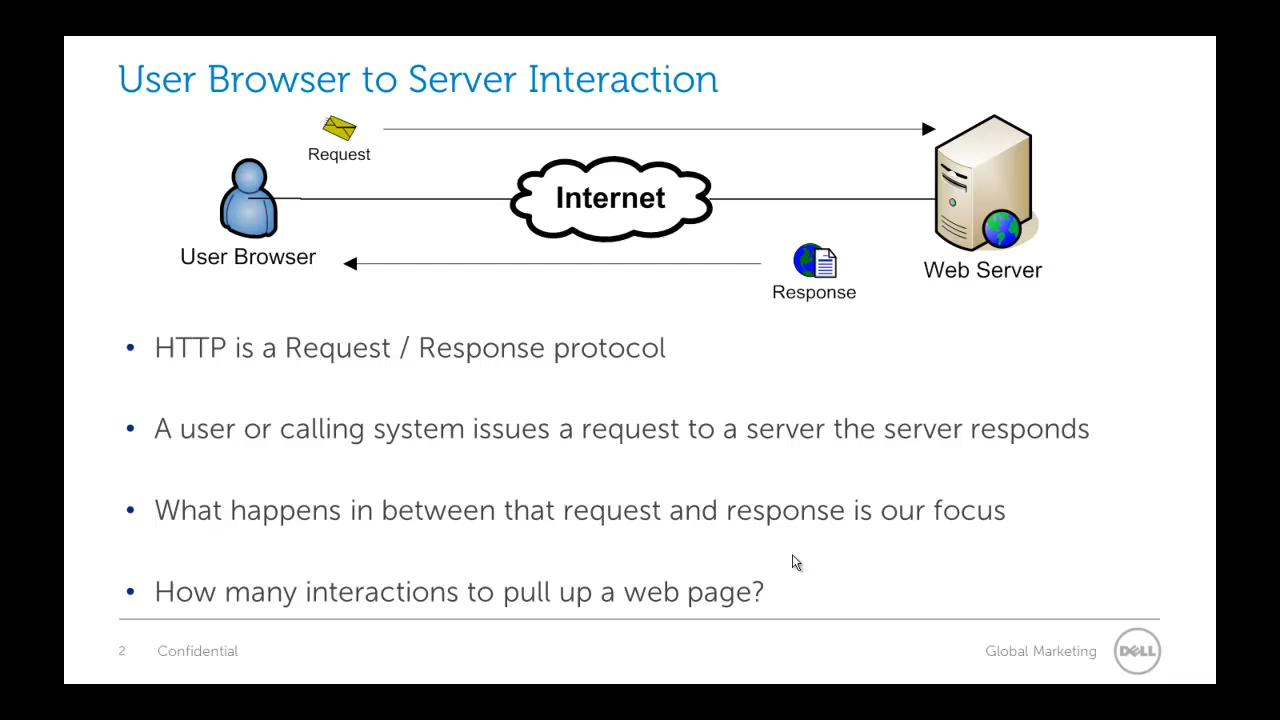 User Browser to Server Interaction
Request
Internet
User Browser
Web Server
Response
• HTTP is a Request / Response protocol
• A user or calling system issues a request to a server the server responds
• What happens in between that request and response is our focus
• How many interactions to pull up a web page?
2 Confidential
Global Marketing
DELL